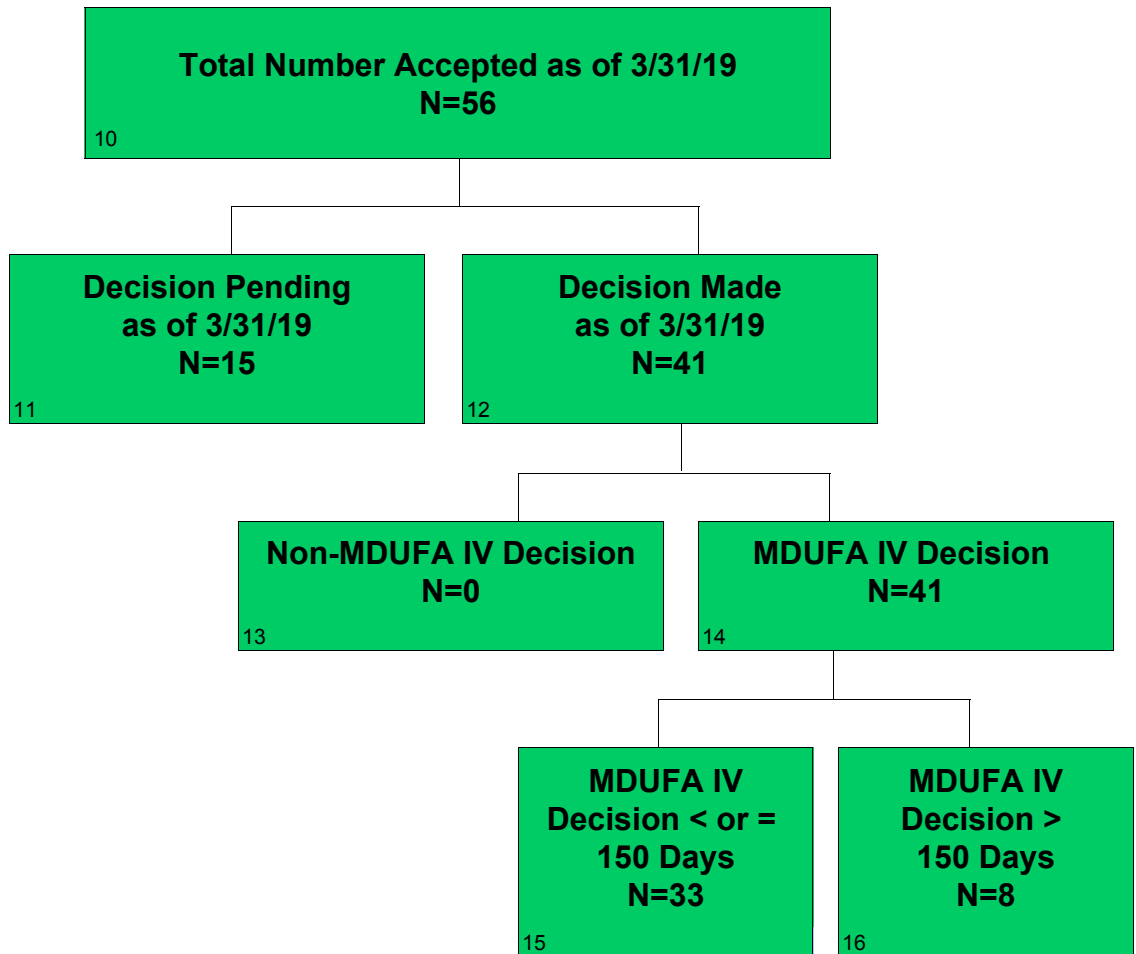 Total Number Accepted as of 3/31/19
N=56
10
Decision Pending
as of 3/31/19
N=15
11
Decision Made
as of 3/31/19
N=41
12
Non-MDUFA IV Decision
N=0
13
MDUFA IV Decision
N=41
14
MDUFA IV
Decision < or =
150 Days
N=33
15
MDUFA IV
Decision >
150 Days
N=8
16